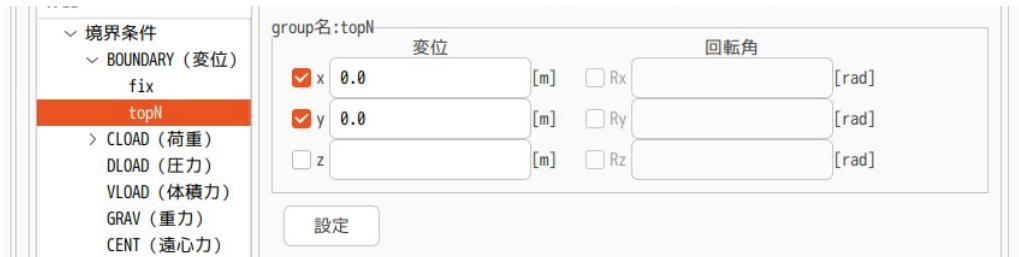 境界条件
BOUNDARY (変位)
fix
topN
CLOAD (荷重)
DLOAD (圧力)
VLOAD (体積力)
GRAV (重力)
CENT (遠心力)
group名:topN
変位 回転角
x 0.0 [m] Rx [rad]
y 0.0 [m] Ry [rad]
z [m] Rz [rad]
設定